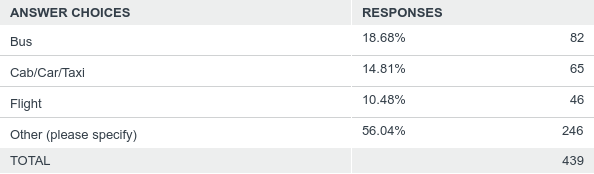 ANSWER CHOICES RESPONSES
Bus 18.68% 82
Cab/Car/Taxi 14.81% 65
Flight 10.48% 46
Other (please specify) 56.04% 246
TOTAL 439